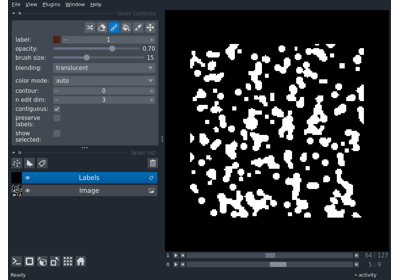 File View Plugins Window Help
layer controls
label: 1
opacity: 0.70
brush size: 15
blending: translucent
color mode: auto
contour: 0
n edit dim: 3
contiguous:
preserve
labels:
show
selected:
layer list
Labels
Image
1 64 127
0 5 9
Ready
activity